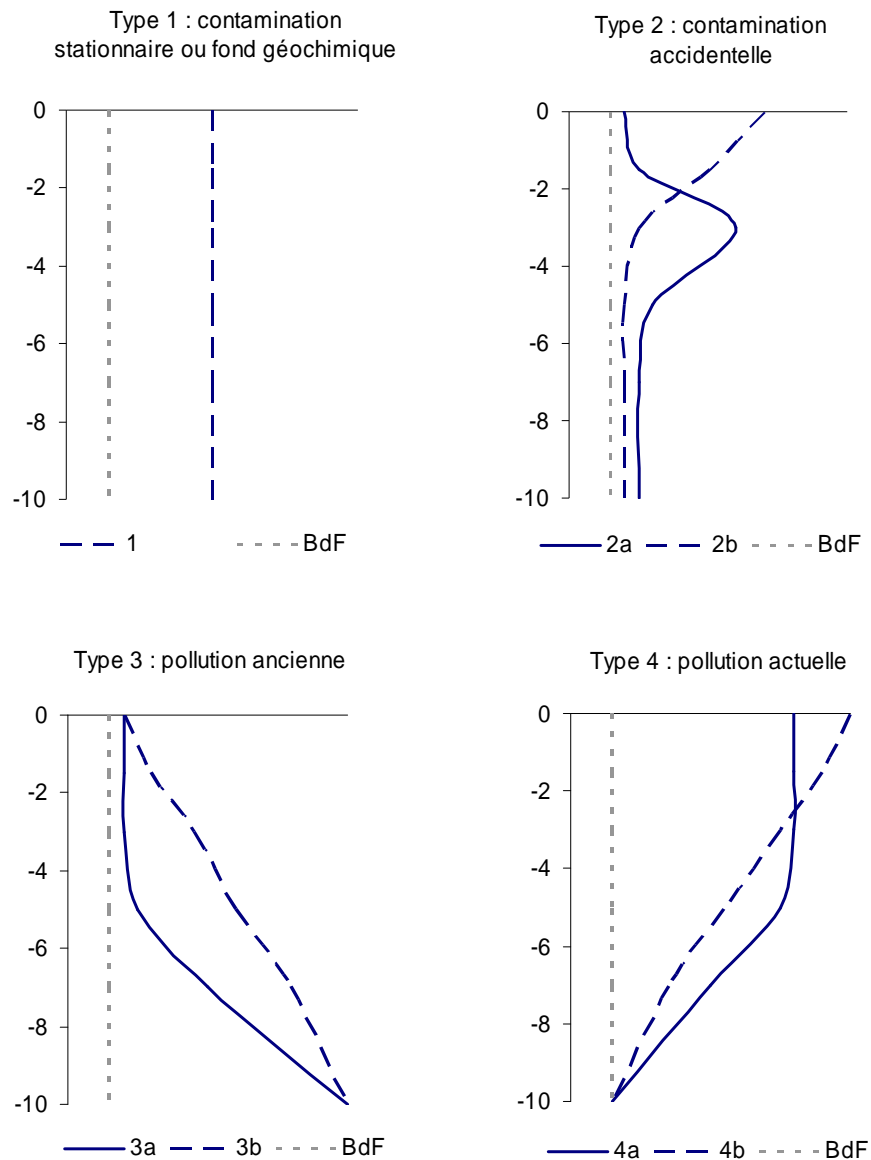 Type 1 : contamination
stationnaire ou fond géochimique
0
-2
-4
-6
-8
-10
1 BdF
Type 2 : contamination
accidentelle
0
-2
-4
-6
-8
-10
2a 2b BdF
Type 3 : pollution ancienne
0
-2
-4
-6
-8
-10
3a 3b BdF
Type 4 : pollution actuelle
0
-2
-4
-6
-8
-10
4a 4b BdF